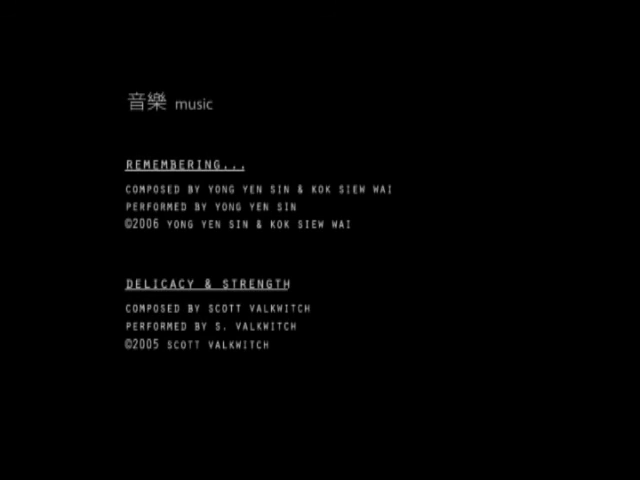 音樂 music
REMEMBERING...
COMPOSED BY YONG YEN SIN & KOK SIEW WAI
PERFORMED BY YONG YEN SIN
©2006 YONG YEN SIN & KOK SIEW WAI
DELICACY & STRENGTH
COMPOSED BY SCOTT VALKWITCH
PERFORMED BY S. VALKWITCH
©2005 SCOTT VALKWITCH